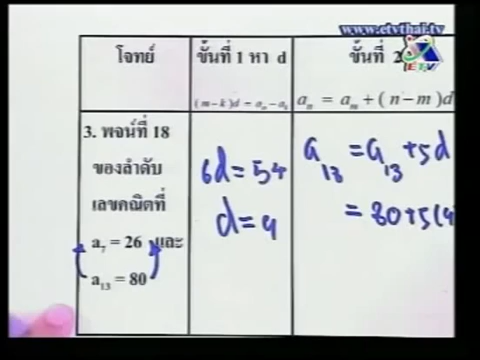 www.etvthai.tv
ETV
โจทย์
ขั้นที่ 1 หา d
(m-k)d = aₘ-aₖ
ขั้นที่ 2
aₙ = aₘ+(n-m)d
3. พจน์ที่ 18
ของลำดับ
เลขคณิตที่
a₇ = 26 และ
a₁₃ = 80
6d=54
d=9
a₁₈ =a₁₃+5d
=80+5(9